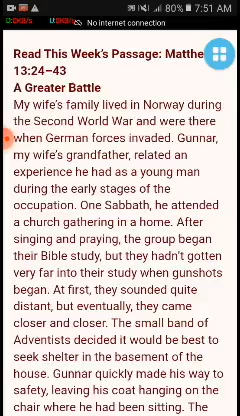 80% 7:51 AM
No internet connection
Read This Week's Passage: Matthe
13:24–43
A Greater Battle
My wife's family lived in Norway during
the Second World War and were there
when German forces invaded. Gunnar,
my wife's grandfather, related an
experience he had as a young man
during the early stages of the
occupation. One Sabbath, he attended
a church gathering in a home. After
singing and praying, the group began
their Bible study, but they hadn't gotten
very far into their study when gunshots
began. At first, they sounded quite
distant, but eventually, they came
closer and closer. The small band of
Adventists decided it would be best to
seek shelter in the basement of the
house. Gunnar quickly made his way to
safety, leaving his coat hanging on the
chair where he had been sitting. The